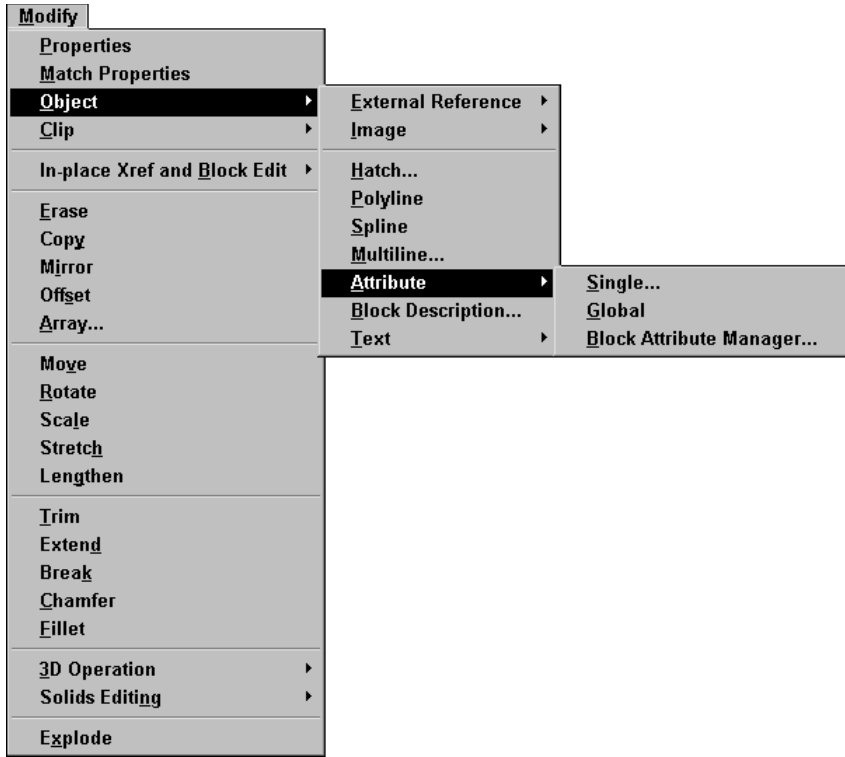 Modify
Properties
Match Properties
Object
Clip
In-place Xref and Block Edit
Erase
Copy
Mirror
Offset
Array...
Move
Rotate
Scale
Stretch
Lengthen
Trim
Extend
Break
Chamfer
Fillet
3D Operation
Solids Editing
Explode
External Reference
Image
Hatch...
Polyline
Spline
Multiline...
Attribute
Block Description...
Text
Single...
Global
Block Attribute Manager...